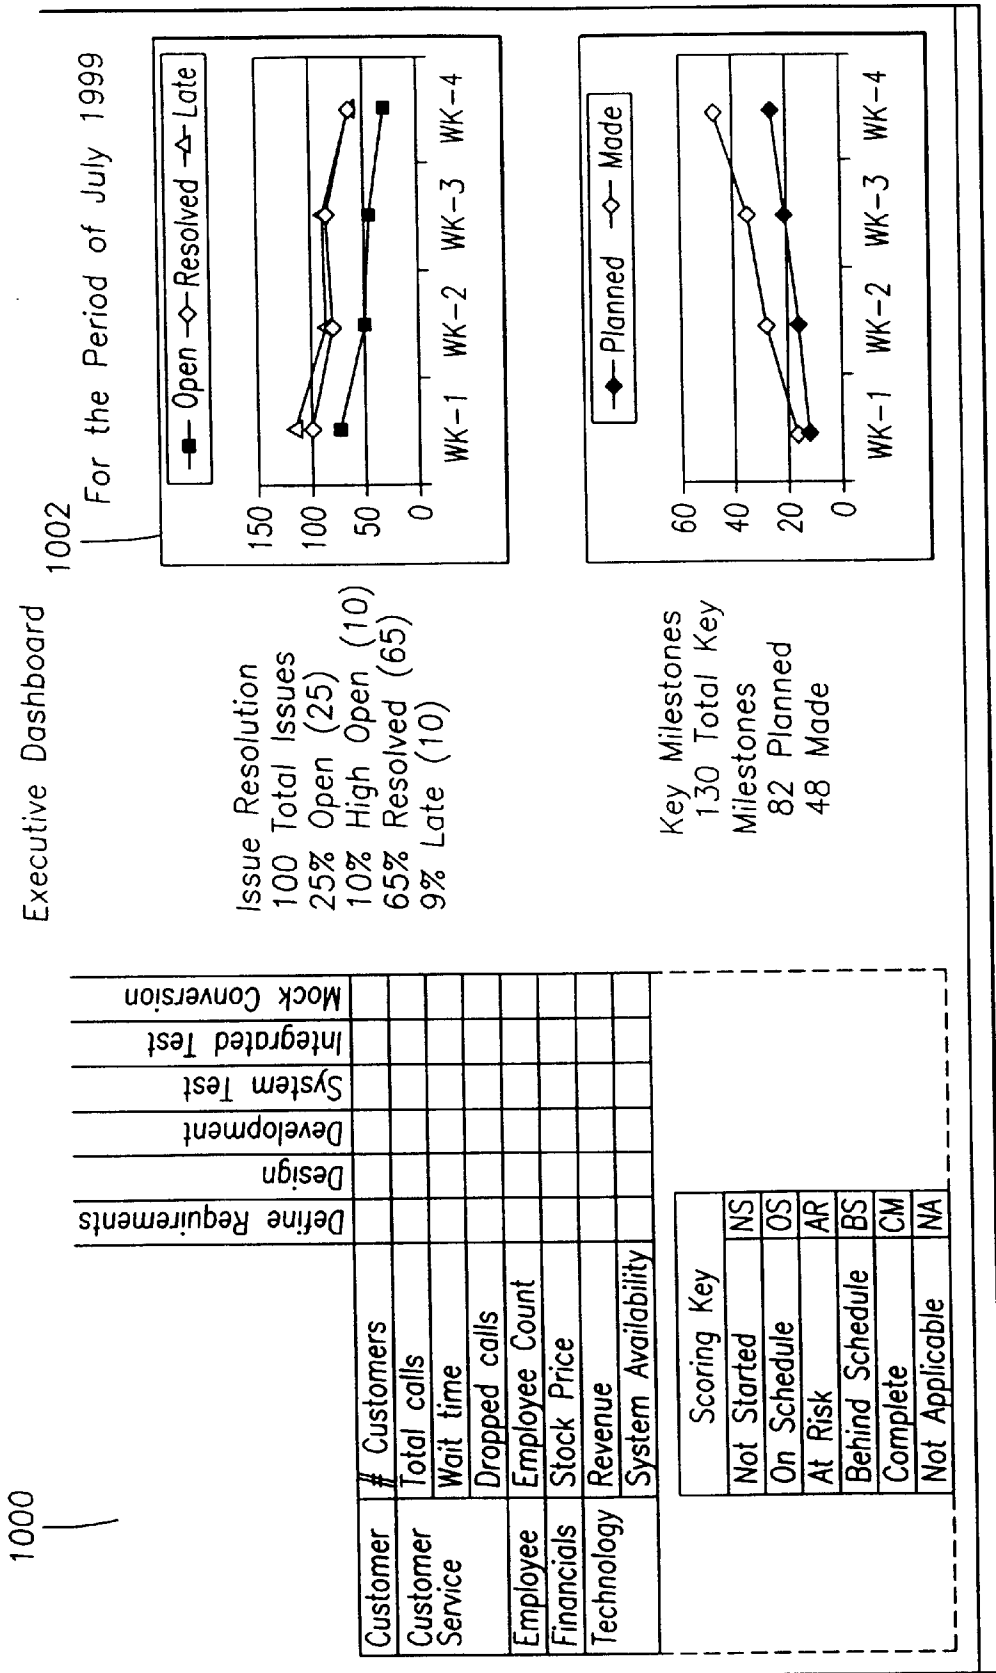 Executive Dashboard
1000
1002
For the Period of July 1999
Define Requirements
Design
Development
System Test
Integrated Test
Mock Conversion
Customer # Customers
Customer Service Total calls
Wait time
Dropped calls
Employee Employee Count
Financials Stock Price
Technology Revenue
System Availability
Scoring Key
Not Started NS
On Schedule OS
At Risk AR
Behind Schedule BS
Complete CM
Not Applicable NA
Issue Resolution
100 Total Issues
25% Open (25)
10% High Open (10)
65% Resolved (65)
9% Late (10)
Open Resolved Late
150
100
50
0
WK-1 WK-2 WK-3 WK-4
Key Milestones
130 Total Key
Milestones
82 Planned
48 Made
Planned Made
60
40
20
0
WK-1 WK-2 WK-3 WK-4